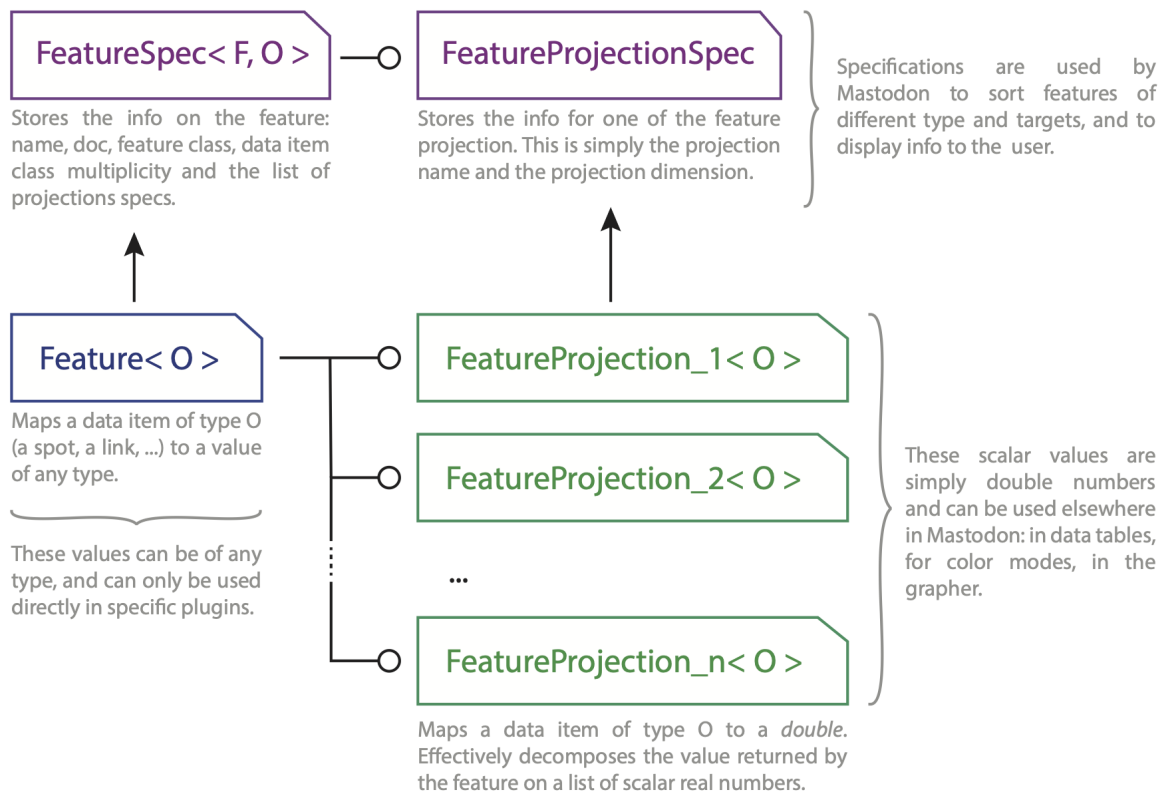 FeatureSpec< F, O >
Stores the info on the feature:
name, doc, feature class, data item
class multiplicity and the list of
projections specs.
FeatureProjectionSpec
Stores the info for one of the feature
projection. This is simply the projection
name and the projection dimension.
Specifications are used by
Mastodon to sort features of
different type and targets, and to
display info to the user.
Feature< O >
Maps a data item of type O
(a spot, a link, ...) to a value
of any type.
These values can be of any
type, and can only be used
directly in specific plugins.
FeatureProjection_1< O >
FeatureProjection_2< O >
...
FeatureProjection_n< O >
Maps a data item of type O to a double.
Effectively decomposes the value returned by
the feature on a list of scalar real numbers.
These scalar values are
simply double numbers
and can be used elsewhere
in Mastodon: in data tables,
for color modes, in the
grapher.